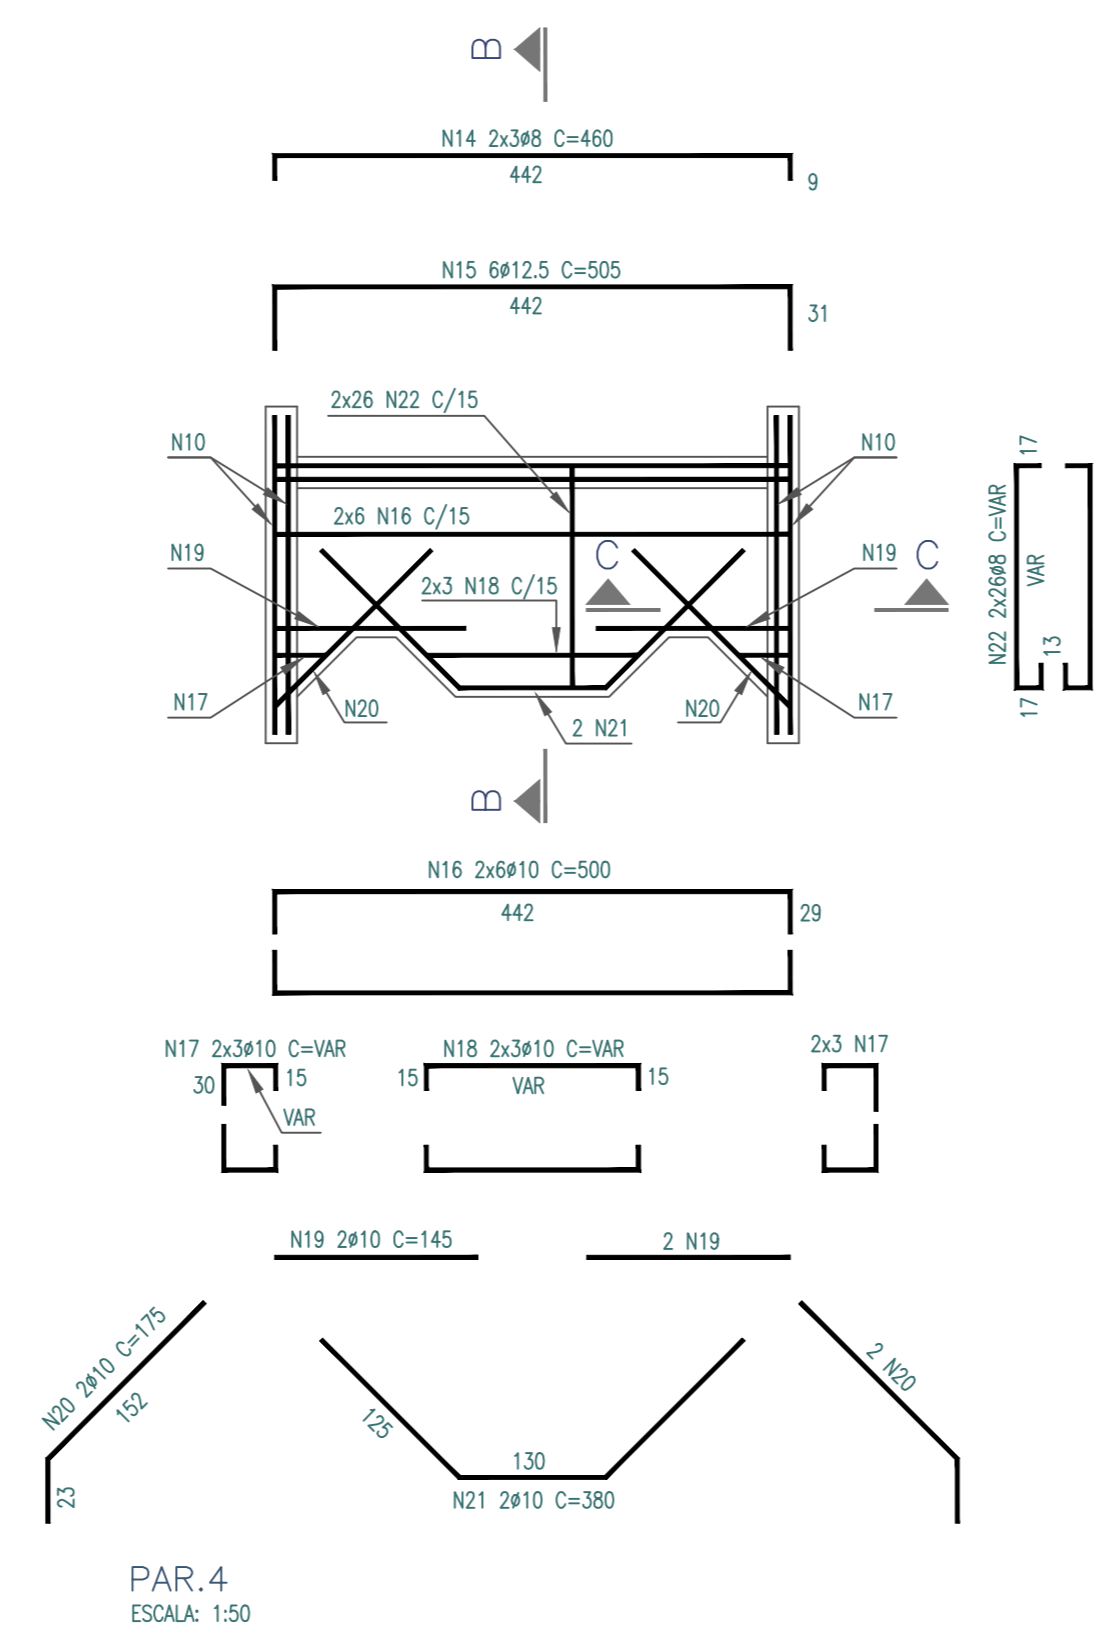 B
N14 2x3ø8 C=460
442
9
N15 6ø12.5 C=505
442
31
2x26 N22 C/15
N10
N10
17
2x6 N16 C/15
N19
C
N19
C
2x3 N18 C/15
N22 2x26ø8 C=VAR
VAR
13
N17
N20
N20
N17
17
2 N21
B
N16 2x6ø10 C=500
442
29
N17 2x3ø10 C=VAR
N18 2x3ø10 C=VAR
2x3 N17
30
15
15
VAR
15
VAR
N19 2ø10 C=145
2 N19
N20 2ø10 C=175
152
23
125
2 N20
130
N21 2ø10 C=380
PAR.4
ESCALA: 1:50